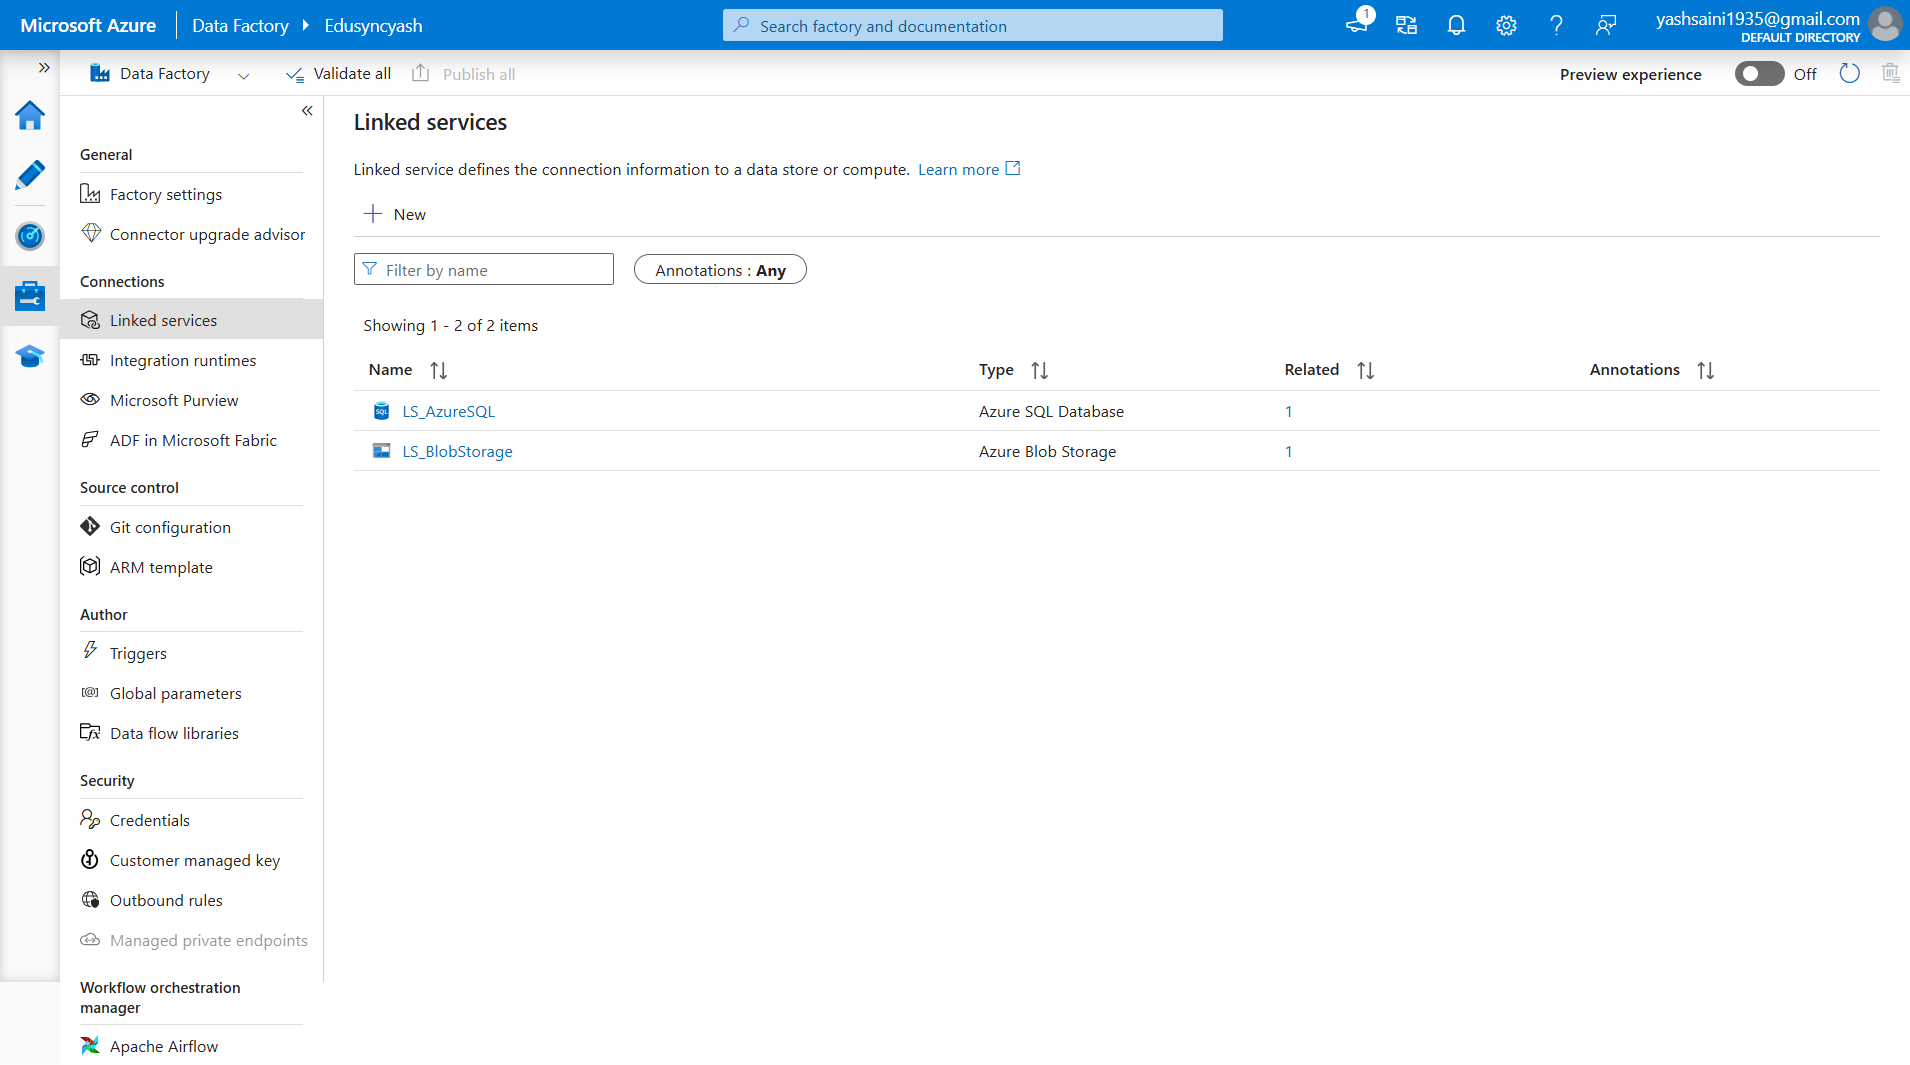 Microsoft Azure
Data Factory
Edusyncyash
Search factory and documentation
1
yashsaini1935@gmail.com
DEFAULT DIRECTORY
Data Factory
Validate all
Publish all
Preview experience
Off
General
Factory settings
Connector upgrade advisor
Connections
Linked services
Integration runtimes
Microsoft Purview
ADF in Microsoft Fabric
Source control
Git configuration
ARM template
Author
Triggers
Global parameters
Data flow libraries
Security
Credentials
Customer managed key
Outbound rules
Managed private endpoints
Workflow orchestration
manager
Apache Airflow
Linked services
Linked service defines the connection information to a data store or compute. Learn more
New
Filter by name
Annotations : Any
Showing 1 - 2 of 2 items
Name Type Related Annotations
SQL LS_AzureSQL Azure SQL Database 1
LS_BlobStorage Azure Blob Storage 1